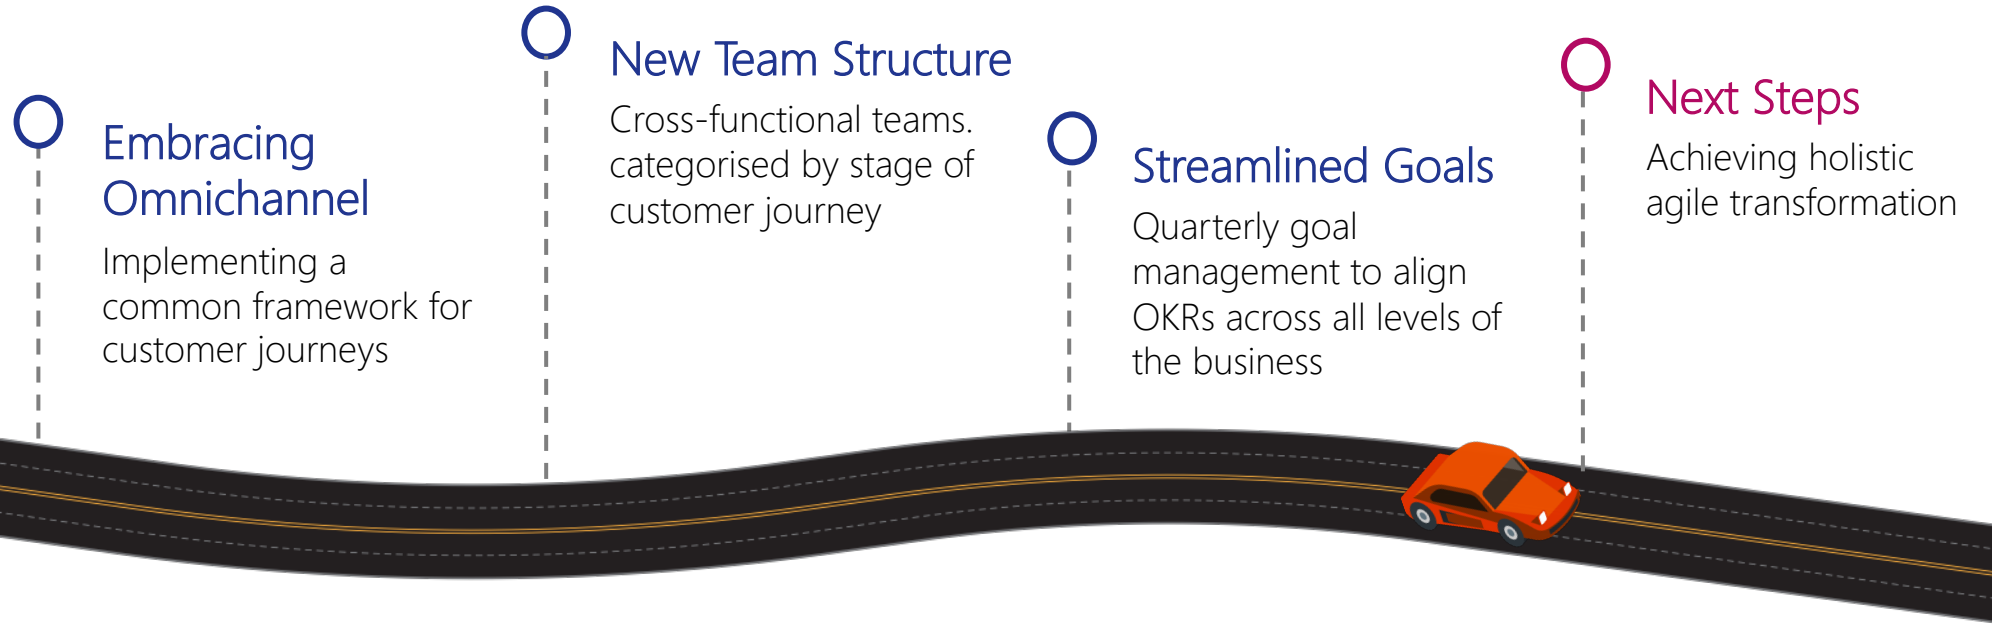 Embracing
Omnichannel
Implementing a
common framework for
customer journeys
New Team Structure
Cross-functional teams.
categorised by stage of
customer journey
Streamlined Goals
Quarterly goal
management to align
OKRs across all levels of
the business
Next Steps
Achieving holistic
agile transformation